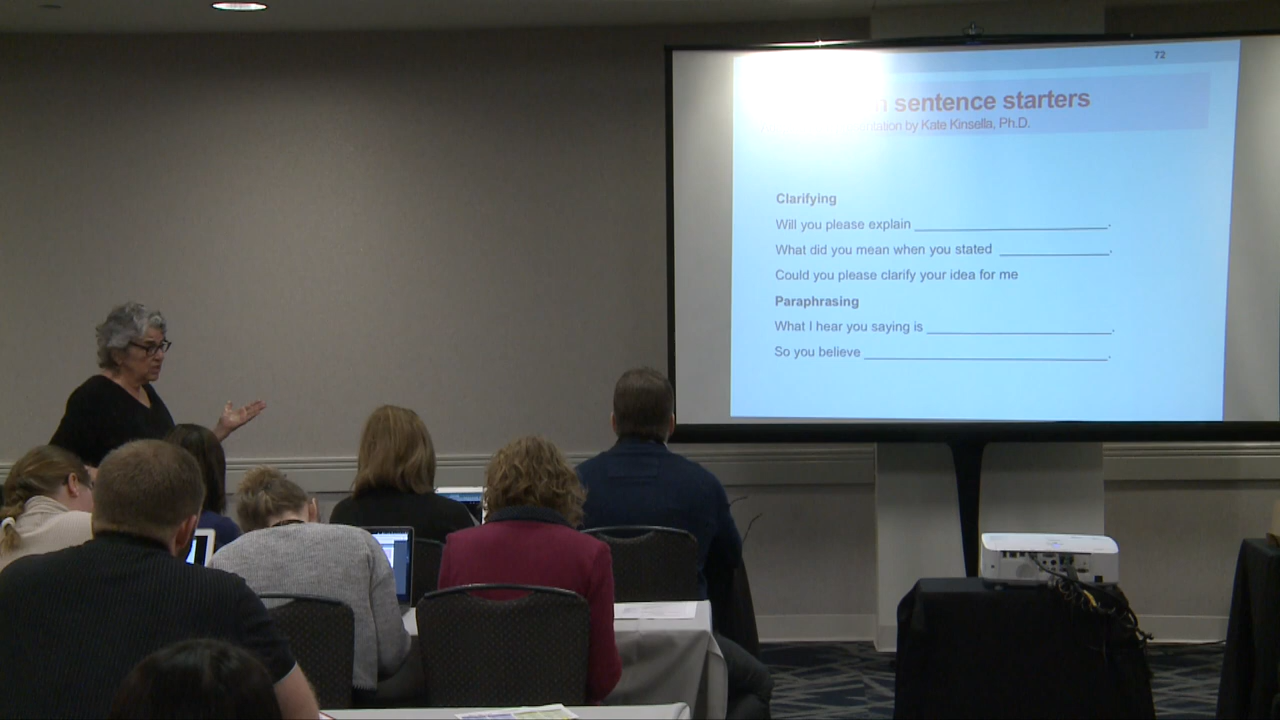 72
sentence starters
by Kate Kinsella, Ph.D.
Clarifying
Will you please explain ____________________.
What did you mean when you stated ____________.
Could you please clarify your idea for me
Paraphrasing
What I hear you saying is ____________________.
So you believe __________________________.